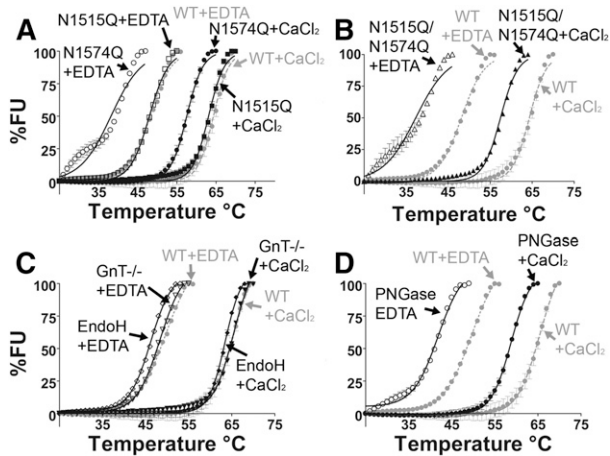 A
N1515Q+EDTA
WT+EDTA
N1574Q+CaCl₂
N1574Q
+EDTA
WT+CaCl₂
N1515Q
+CaCl₂
%FU
100
75
50
25
0
35 45 55 65 75
Temperature °C
B
N1515Q/
N1574Q
+EDTA
WT
+EDTA
N1515Q/
N1574Q+CaCl₂
WT
+CaCl₂
%FU
100
75
50
25
0
35 45 55 65 75
Temperature °C
C
WT+EDTA
GnT-/-
+EDTA
GnT-/-
+CaCl₂
WT
+CaCl₂
EndoH
+EDTA
EndoH
+CaCl₂
%FU
100
75
50
25
0
35 45 55 65 75
Temperature °C
D
WT+EDTA
PNGase
+CaCl₂
PNGase
EDTA
WT
+CaCl₂
%FU
100
75
50
25
0
35 45 55 65 75
Temperature °C